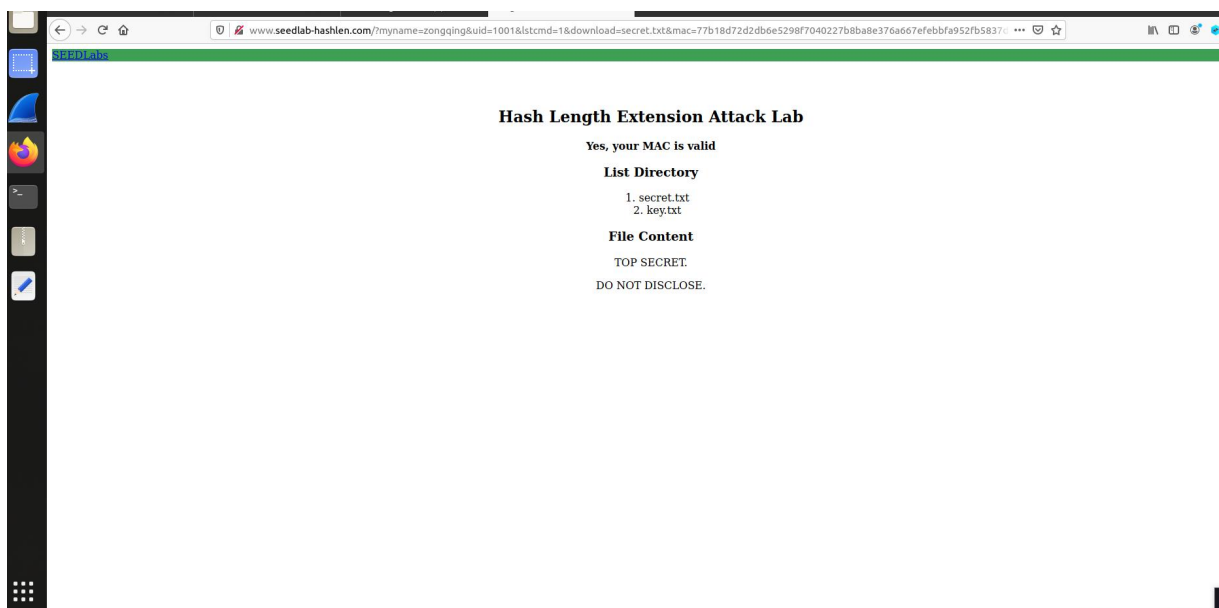 www.seedlab-hashlen.com/?myname=zongqing&uid=1001&lstcmd=1&download=secret.txt&mac=77b18d72d2db6e5298f7040227b8ba8e376a667efebbfa952fb5837
SEEDLabs
Hash Length Extension Attack Lab
Yes, your MAC is valid
List Directory
1. secret.txt
2. key.txt
File Content
TOP SECRET.
DO NOT DISCLOSE.